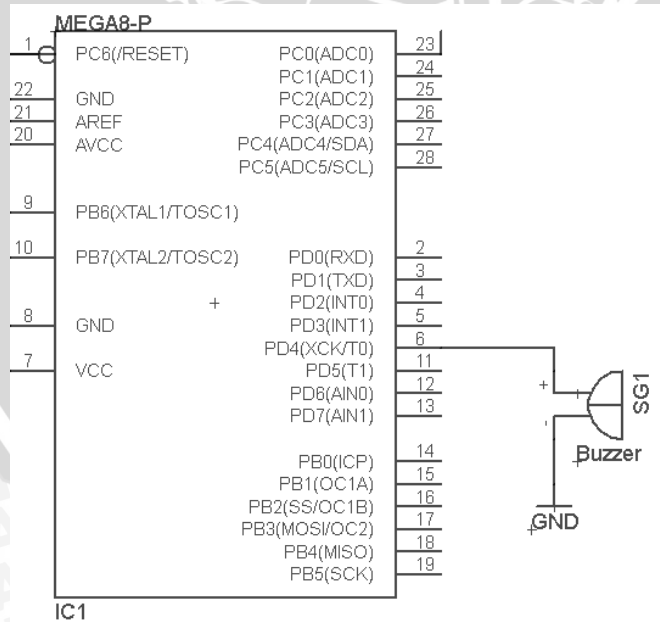 MEGA8-P
1 PC6(/RESET) PC0(ADC0) 23
PC1(ADC1) 24
22 GND PC2(ADC2) 25
21 AREF PC3(ADC3) 26
20 AVCC PC4(ADC4/SDA) 27
PC5(ADC5/SCL) 28
9 PB6(XTAL1/TOSC1)
10 PB7(XTAL2/TOSC2) PD0(RXD) 2
PD1(TXD) 3
+ PD2(INT0) 4
8 GND PD3(INT1) 5
PD4(XCK/T0) 6
7 VCC PD5(T1) 11
PD6(AIN0) 12
PD7(AIN1) 13
+ +
SG1
-
Buzzer
PB0(ICP) 14
PB1(OC1A) 15
PB2(SS/OC1B) 16
PB3(MOSI/OC2) 17
GND
PB4(MISO) 18
PB5(SCK) 19
IC1